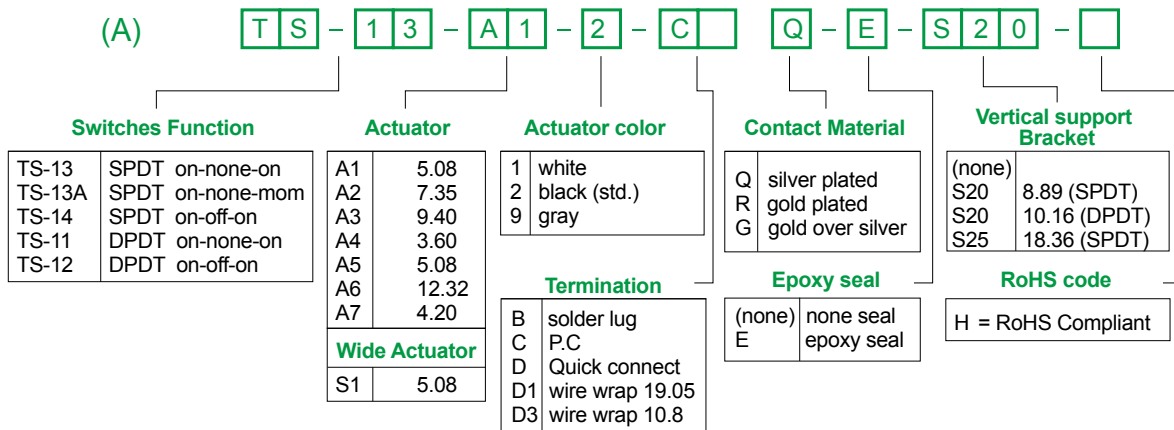 (A) TS-13-A1-2-C Q-E-S20-
Switches Function
TS-13 SPDT on-none-on
TS-13A SPDT on-none-mom
TS-14 SPDT on-off-on
TS-11 DPDT on-none-on
TS-12 DPDT on-off-on
Actuator
A1 5.08
A2 7.35
A3 9.40
A4 3.60
A5 5.08
A6 12.32
A7 4.20
Wide Actuator
S1 5.08
Actuator color
1 white
2 black (std.)
9 gray
Termination
B solder lug
C P.C
D Quick connect
D1 wire wrap 19.05
D3 wire wrap 10.8
Contact Material
Q silver plated
R gold plated
G gold over silver
Epoxy seal
(none) none seal
E epoxy seal
Vertical support
Bracket
(none)
S20 8.89 (SPDT)
S20 10.16 (DPDT)
S25 18.36 (SPDT)
RoHS code
H = RoHS Compliant